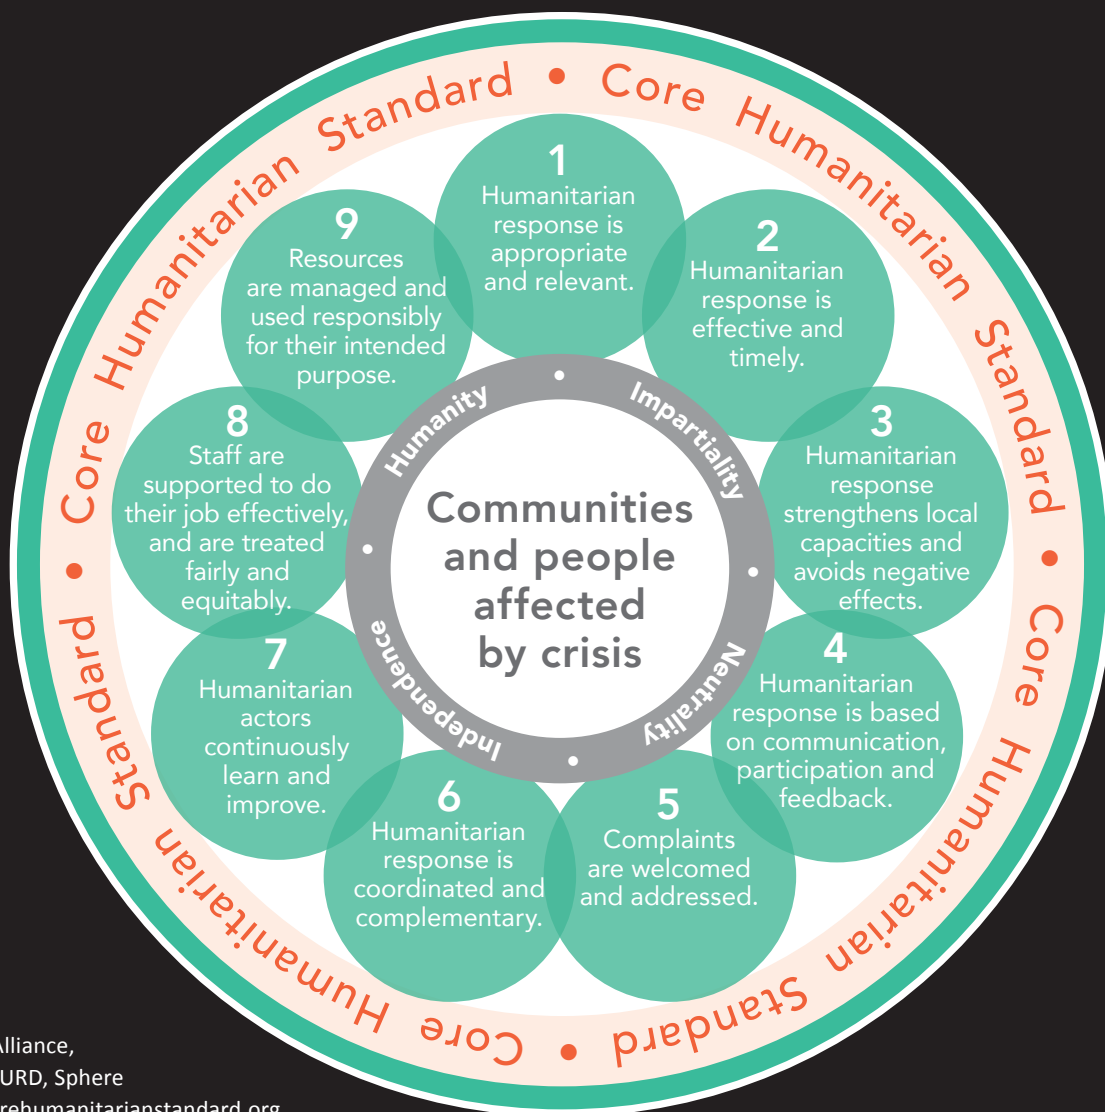 Core Humanitarian Standard • Core Humanitarian Standard • Core Humanitarian Standard • Core Humanitarian Standard •
1
Humanitarian
response is
appropriate
and relevant.
2
Humanitarian
response is
effective and
timely.
3
Humanitarian
response
strengthens local
capacities and
avoids negative
effects.
4
Humanitarian
response is based
on communication,
participation and
feedback.
5
Complaints
are welcomed
and addressed.
6
Humanitarian
response is
coordinated and
complementary.
7
Humanitarian
actors
continuously
learn and
improve.
8
Staff are
supported to do
their job effectively,
and are treated
fairly and
equitably.
9
Resources
are managed and
used responsibly
for their intended
purpose.
Humanity • Impartiality • Neutrality • Independence •
Communities
and people
affected
by crisis
Alliance,
URD, Sphere
rehumanitarianstandard.org